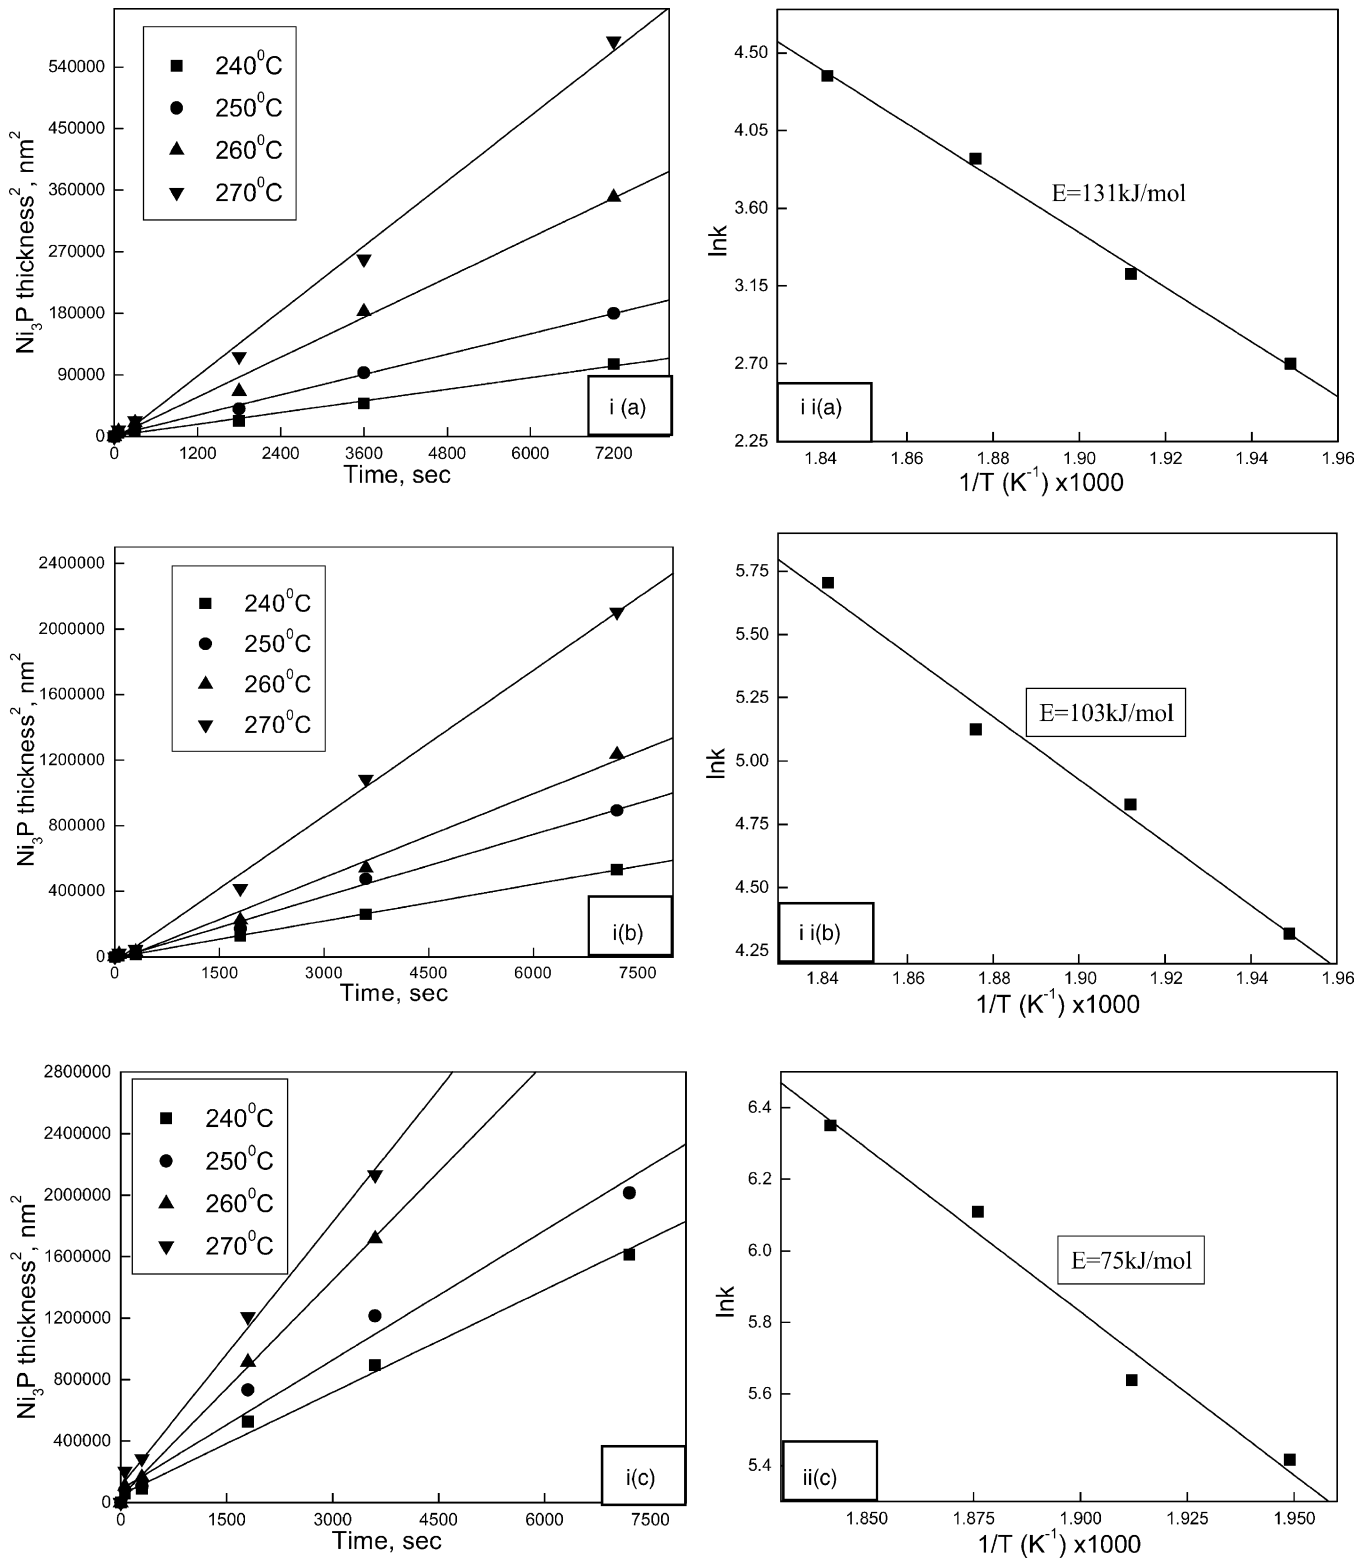 Ni₃P thickness², nm²
540000
450000
360000
270000
180000
90000
0
240⁰C
250⁰C
260⁰C
270⁰C
i (a)
0 1200 2400 3600 4800 6000 7200
Time, sec
lnk
4.50
4.05
3.60
3.15
2.70
2.25
E=131kJ/mol
i i(a)
1.84 1.86 1.88 1.90 1.92 1.94 1.96
1/T (K⁻¹) x1000
Ni₃P thickness², nm²
2400000
2000000
1600000
1200000
800000
400000
0
240⁰C
250⁰C
260⁰C
270⁰C
i(b)
0 1500 3000 4500 6000 7500
Time, sec
lnk
5.75
5.50
5.25
5.00
4.75
4.50
4.25
E=103kJ/mol
i i(b)
1.84 1.86 1.88 1.90 1.92 1.94 1.96
1/T (K⁻¹) x1000
Ni₃P thickness², nm²
2800000
2400000
2000000
1600000
1200000
800000
400000
0
240⁰C
250⁰C
260⁰C
270⁰C
i(c)
0 1500 3000 4500 6000 7500
Time, sec
lnk
6.4
6.2
6.0
5.8
5.6
5.4
E=75kJ/mol
ii(c)
1.850 1.875 1.900 1.925 1.950
1/T (K⁻¹) x1000